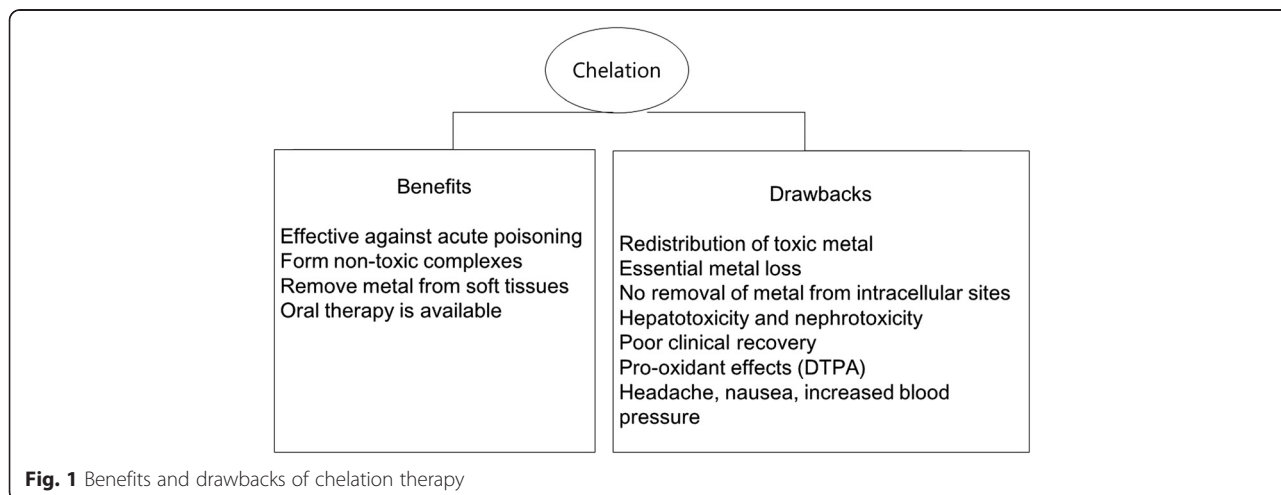 Chelation
Benefits
Effective against acute poisoning
Form non-toxic complexes
Remove metal from soft tissues
Oral therapy is available
Drawbacks
Redistribution of toxic metal
Essential metal loss
No removal of metal from intracellular sites
Hepatotoxicity and nephrotoxicity
Poor clinical recovery
Pro-oxidant effects (DTPA)
Headache, nausea, increased blood
pressure
Fig. 1 Benefits and drawbacks of chelation therapy